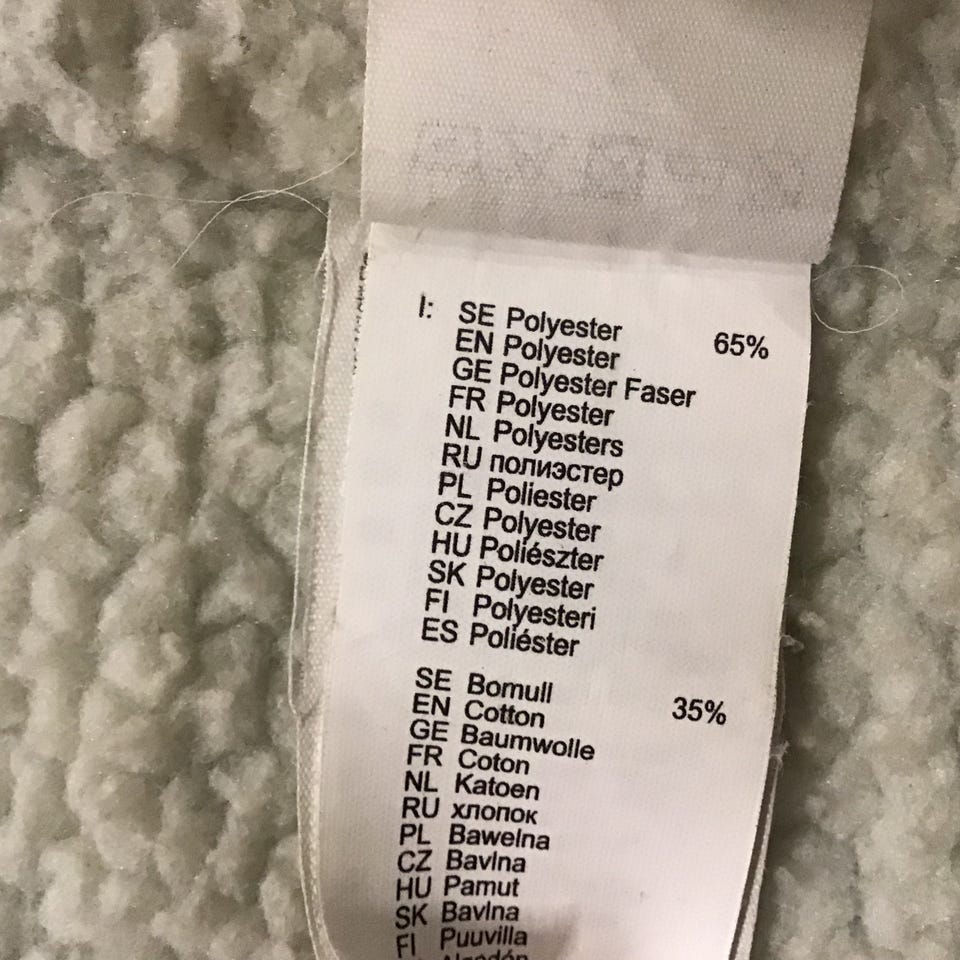 I: SE Polyester 65%
EN Polyester
GE Polyester Faser
FR Polyester
NL Polyesters
RU полиэстер
PL Poliester
CZ Polyester
HU Poliészter
SK Polyester
FI Polyesteri
ES Poliéster
SE Bomull 35%
EN Cotton
GE Baumwolle
FR Coton
NL Katoen
RU хлопок
PL Bawelna
CZ Bavlna
HU Pamut
SK Bavlna
FI Puuvilla
Algodón